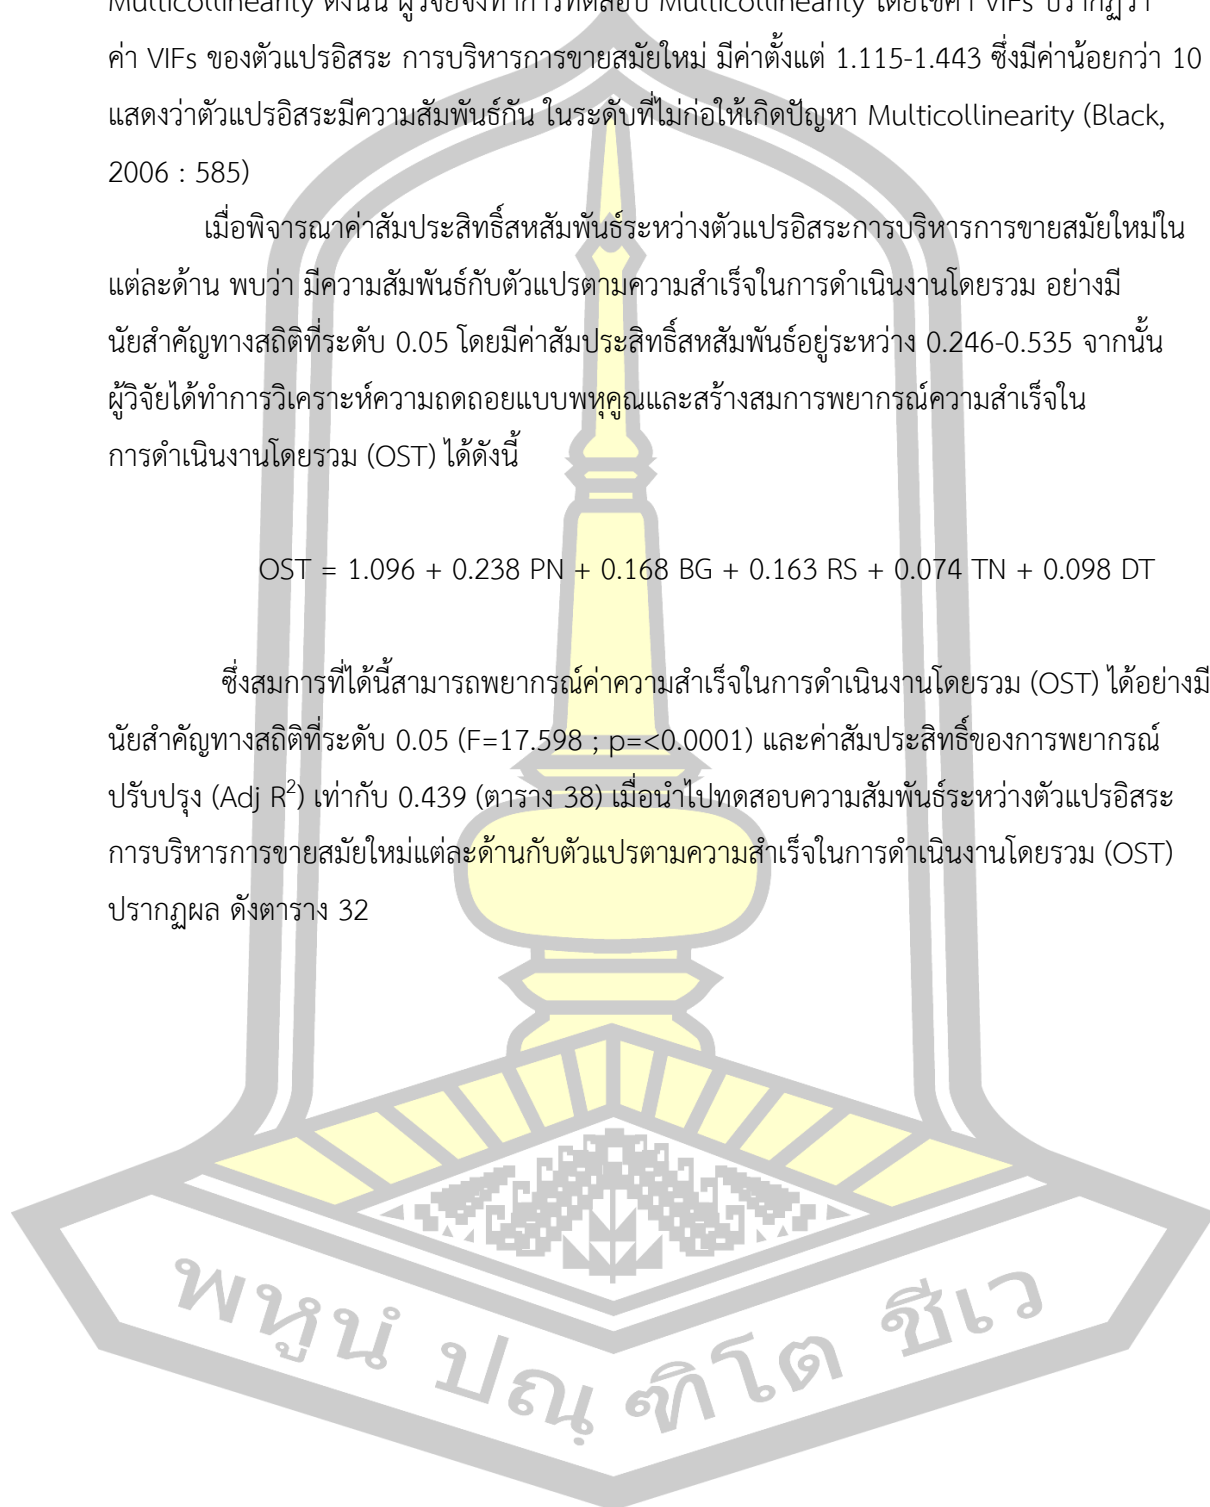 Multicollinearity ดังนั้น ผู้วิจัยจึงทำการทดสอบ Multicollinearity โดยใช้ค่า VIFs ปรากฏว่า
ค่า VIFs ของตัวแปรอิสระ การบริหารการขายสมัยใหม่ มีค่าตั้งแต่ 1.115-1.443 ซึ่งมีค่าน้อยกว่า 10
แสดงว่าตัวแปรอิสระมีความสัมพันธ์กัน ในระดับที่ไม่ก่อให้เกิดปัญหา Multicollinearity (Black,
2006 : 585)
เมื่อพิจารณาค่าสัมประสิทธิ์สหสัมพันธ์ระหว่างตัวแปรอิสระการบริหารการขายสมัยใหม่ใน
แต่ละด้าน พบว่า มีความสัมพันธ์กับตัวแปรตามความสำเร็จในการดำเนินงานโดยรวม อย่างมี
นัยสำคัญทางสถิติที่ระดับ 0.05 โดยมีค่าสัมประสิทธิ์สหสัมพันธ์อยู่ระหว่าง 0.246-0.535 จากนั้น
ผู้วิจัยได้ทำการวิเคราะห์ความถดถอยแบบพหุคูณและสร้างสมการพยากรณ์ความสำเร็จใน
การดำเนินงานโดยรวม (OST) ได้ดังนี้
OST = 1.096 + 0.238 PN + 0.168 BG + 0.163 RS + 0.074 TN + 0.098 DT
ซึ่งสมการที่ได้นี้สามารถพยากรณ์ค่าความสำเร็จในการดำเนินงานโดยรวม (OST) ได้อย่างมี
นัยสำคัญทางสถิติที่ระดับ 0.05 (F=17.598 ; p=<0.0001) และค่าสัมประสิทธิ์ของการพยากรณ์
ปรับปรุง (Adj R²) เท่ากับ 0.439 (ตาราง 38) เมื่อนำไปทดสอบความสัมพันธ์ระหว่างตัวแปรอิสระ
การบริหารการขายสมัยใหม่แต่ละด้านกับตัวแปรตามความสำเร็จในการดำเนินงานโดยรวม (OST)
ปรากฏผล ดังตาราง 32
พหูนํ ปณฺ ฑิโต ชีเว